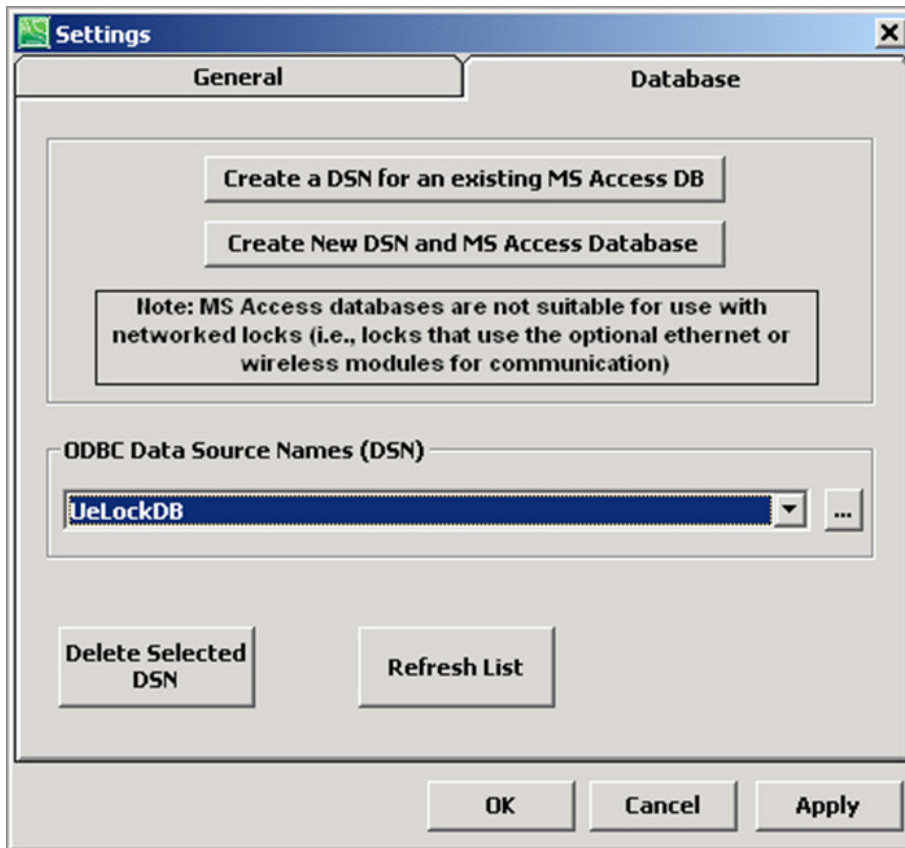 Settings
General
Database
Create a DSN for an existing MS Access DB
Create New DSN and MS Access Database
Note: MS Access databases are not suitable for use with
networked locks (i.e., locks that use the optional ethernet or
wireless modules for communication)
ODBC Data Source Names (DSN)
UeLockDB
...
Delete Selected
DSN
Refresh List
OK
Cancel
Apply